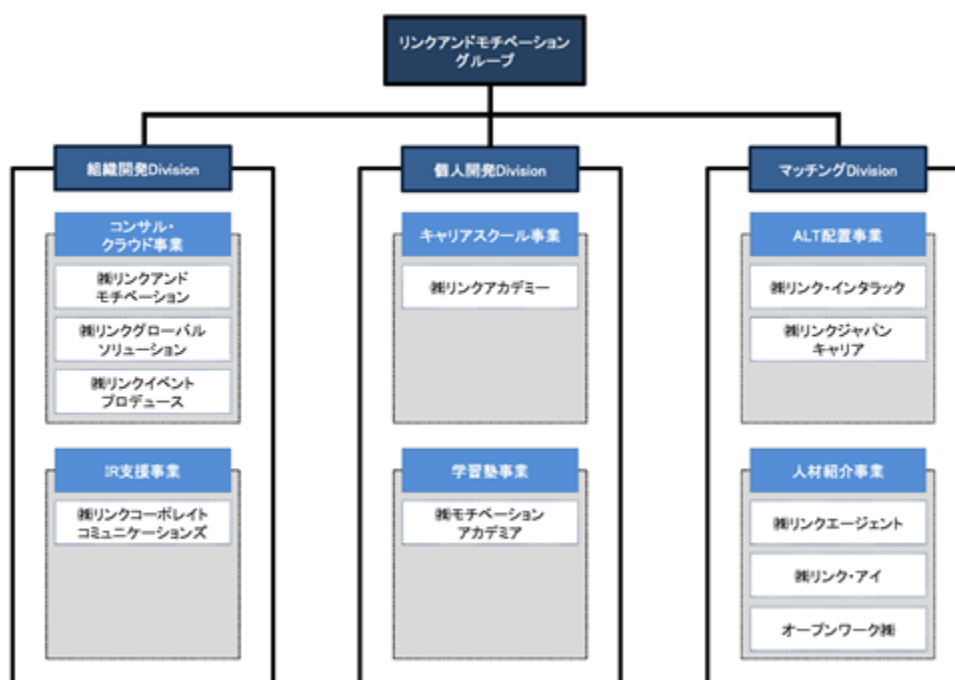 リンクアンドモチベーション
グループ
組織開発Division
コンサル・
クラウド事業
㈱リンクアンド
モチベーション
㈱リンクグローバル
ソリューション
㈱リンクイベント
プロデュース
IR支援事業
㈱リンクコーポレイト
コミュニケーションズ
個人開発Division
キャリアスクール事業
㈱リンクアカデミー
学習塾事業
㈱モチベーション
アカデミア
マッチングDivision
ALT配置事業
㈱リンク・インタラック
㈱リンクジャパン
キャリア
人材紹介事業
㈱リンクエージェント
㈱リンク・アイ
オープンワーク㈱